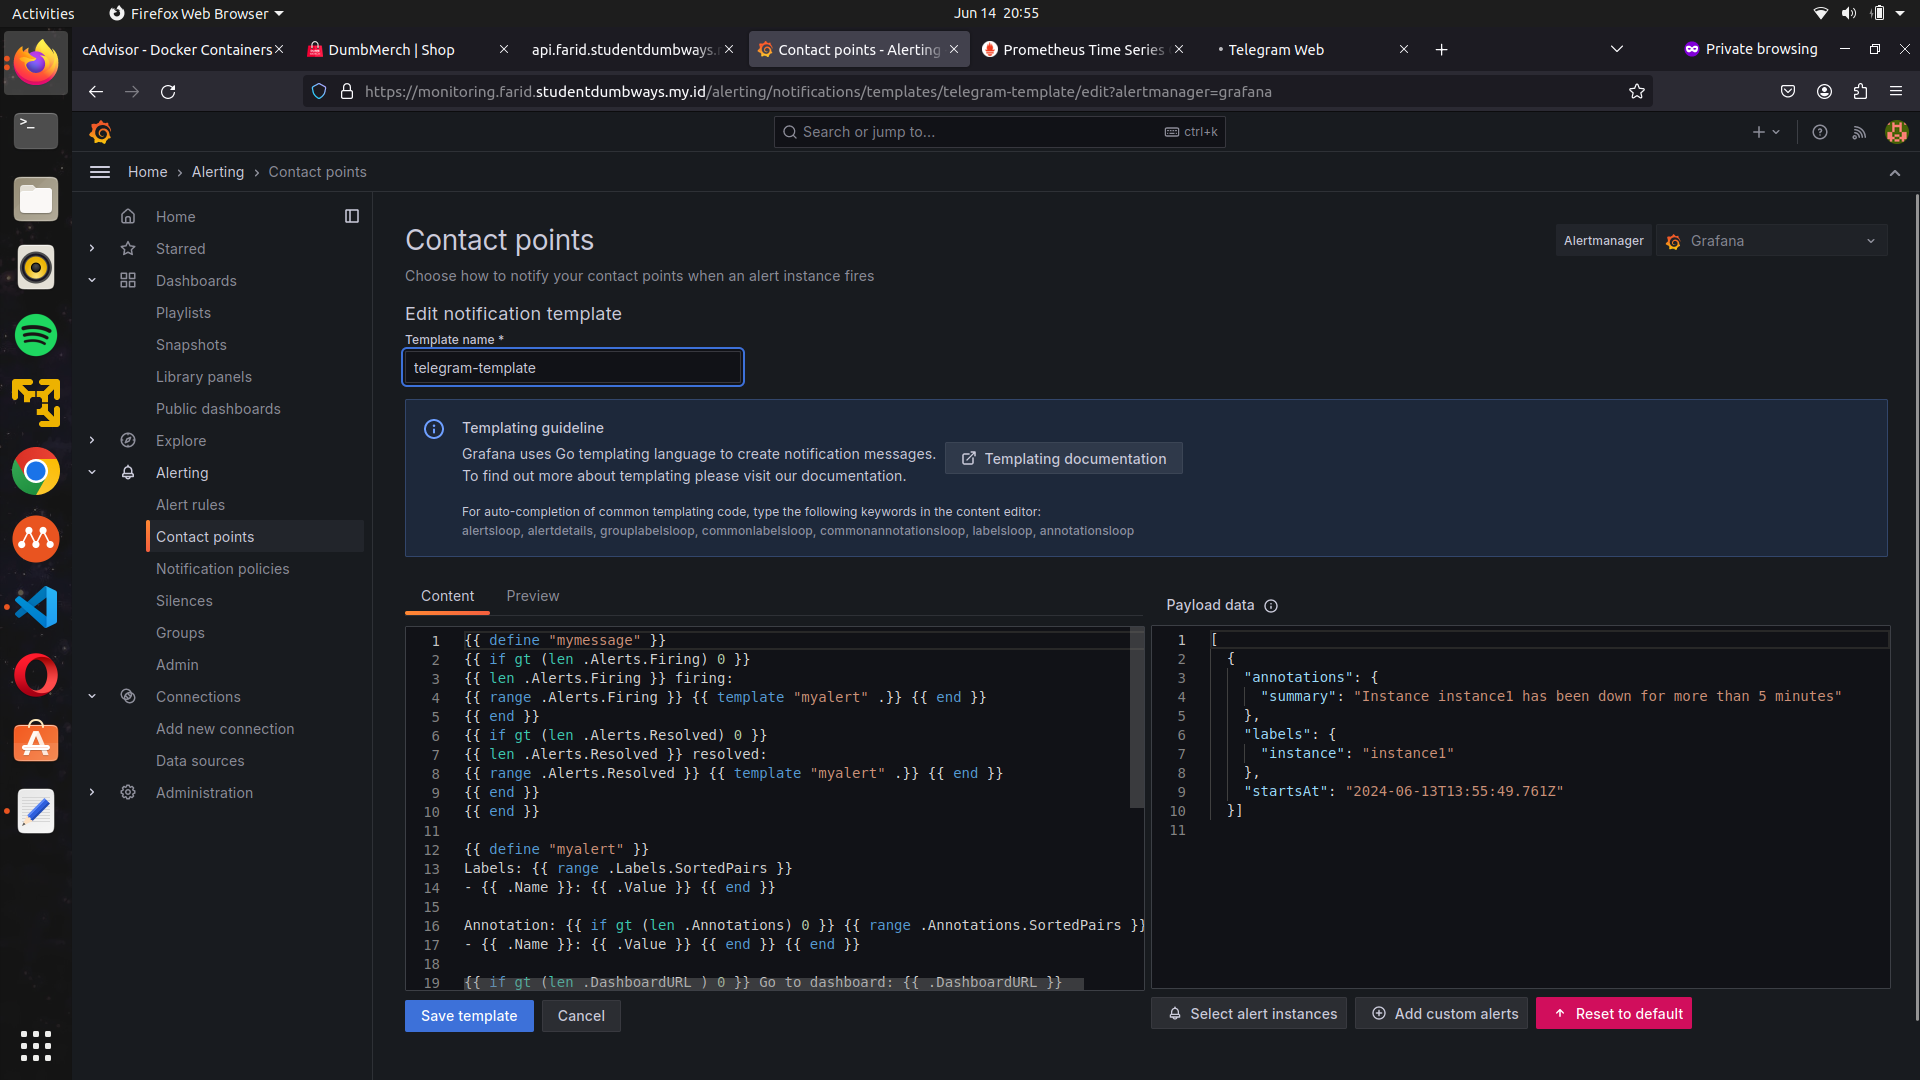 Activities
Firefox Web Browser
Jun 14 20:55
cAdvisor - Docker Containers
DumbMerch | Shop
api.farid.studentdumbways.
Contact points - Alerting
Prometheus Time Series
Telegram Web
Private browsing
https://monitoring.farid.studentdumbways.my.id/alerting/notifications/templates/telegram-template/edit?alertmanager=grafana
Search or jump to...
ctrl+k
Home › Alerting › Contact points
Home
Starred
Dashboards
Playlists
Snapshots
Library panels
Public dashboards
Explore
Alerting
Alert rules
Contact points
Notification policies
Silences
Groups
Admin
Connections
Add new connection
Data sources
Administration
Contact points
Choose how to notify your contact points when an alert instance fires
Alertmanager
Grafana
Edit notification template
Template name *
telegram-template
Templating guideline
Grafana uses Go templating language to create notification messages.
To find out more about templating please visit our documentation.
Templating documentation
For auto-completion of common templating code, type the following keywords in the content editor:
alertsloop, alertdetails, grouplabelsloop, commonlabelsloop, commonannotationsloop, labelsloop, annotationsloop
Content
Preview
1 {{ define "mymessage" }}
2 {{ if gt (len .Alerts.Firing) 0 }}
3 {{ len .Alerts.Firing }} firing:
4 {{ range .Alerts.Firing }} {{ template "myalert" .}} {{ end }}
5 {{ end }}
6 {{ if gt (len .Alerts.Resolved) 0 }}
7 {{ len .Alerts.Resolved }} resolved:
8 {{ range .Alerts.Resolved }} {{ template "myalert" .}} {{ end }}
9 {{ end }}
10 {{ end }}
11
12 {{ define "myalert" }}
13 Labels: {{ range .Labels.SortedPairs }}
14 - {{ .Name }}: {{ .Value }} {{ end }}
15
16 Annotation: {{ if gt (len .Annotations) 0 }} {{ range .Annotations.SortedPairs }}
17 - {{ .Name }}: {{ .Value }} {{ end }} {{ end }}
18
19 {{ if gt (len .DashboardURL ) 0 }} Go to dashboard: {{ .DashboardURL }}
Save template
Cancel
Payload data
1 [
2 {
3 "annotations": {
4 "summary": "Instance instance1 has been down for more than 5 minutes"
5 },
6 "labels": {
7 "instance": "instance1"
8 },
9 "startsAt": "2024-06-13T13:55:49.761Z"
10 }]
11
Select alert instances
Add custom alerts
Reset to default